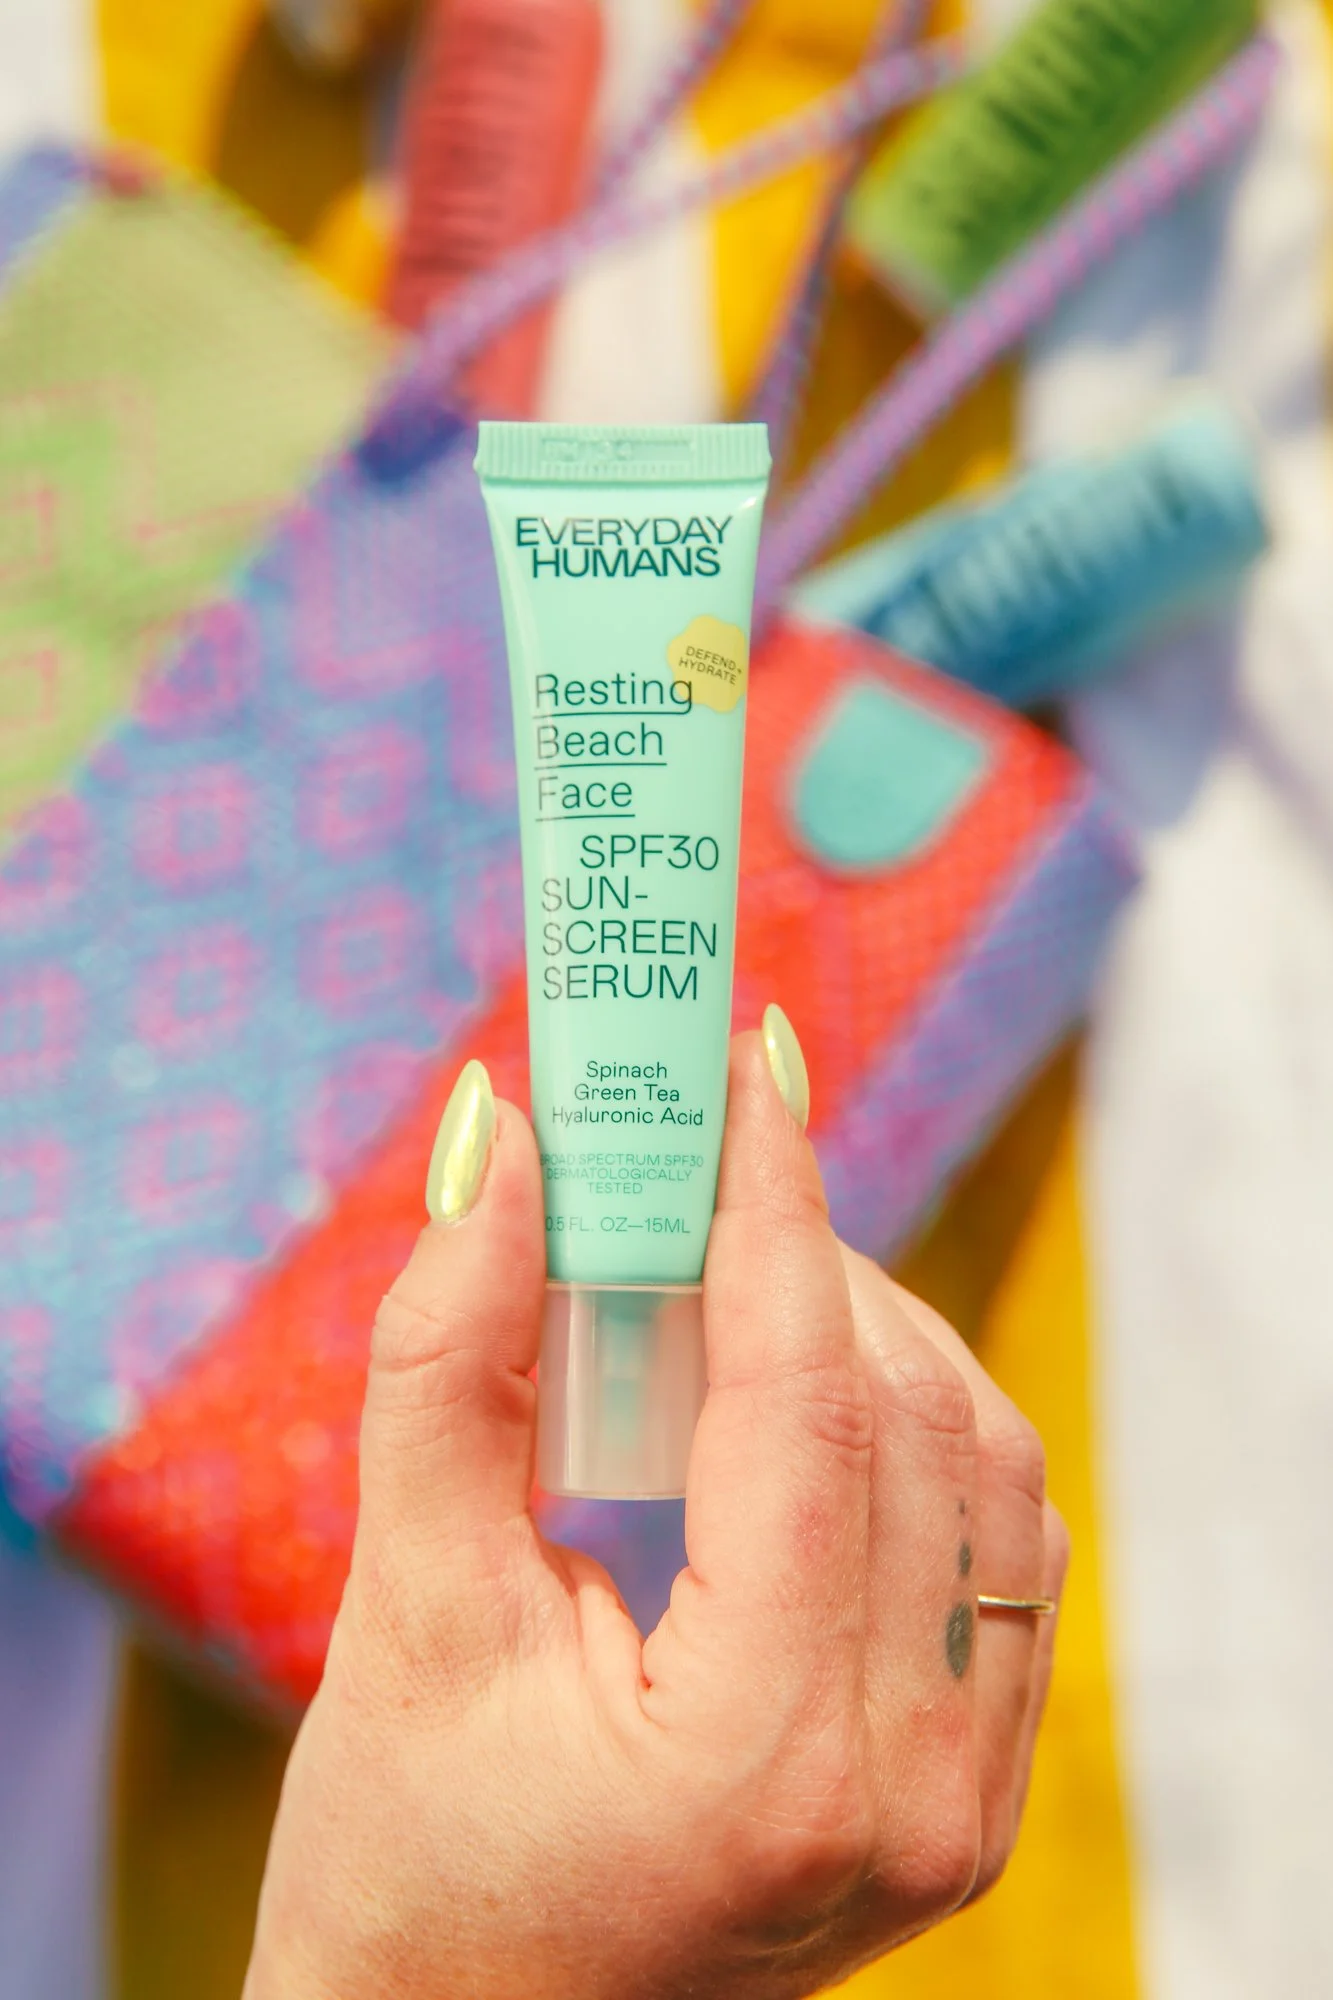 EVERYDAY
HUMANS
DEFEND+
HYDRATE
Resting
Beach
Face
SPF30
SUN-
SCREEN
SERUM
Spinach
Green Tea
Hyaluronic Acid
BROAD SPECTRUM SPF30
DERMATOLOGICALLY
TESTED
0.5 FL. OZ—15ML